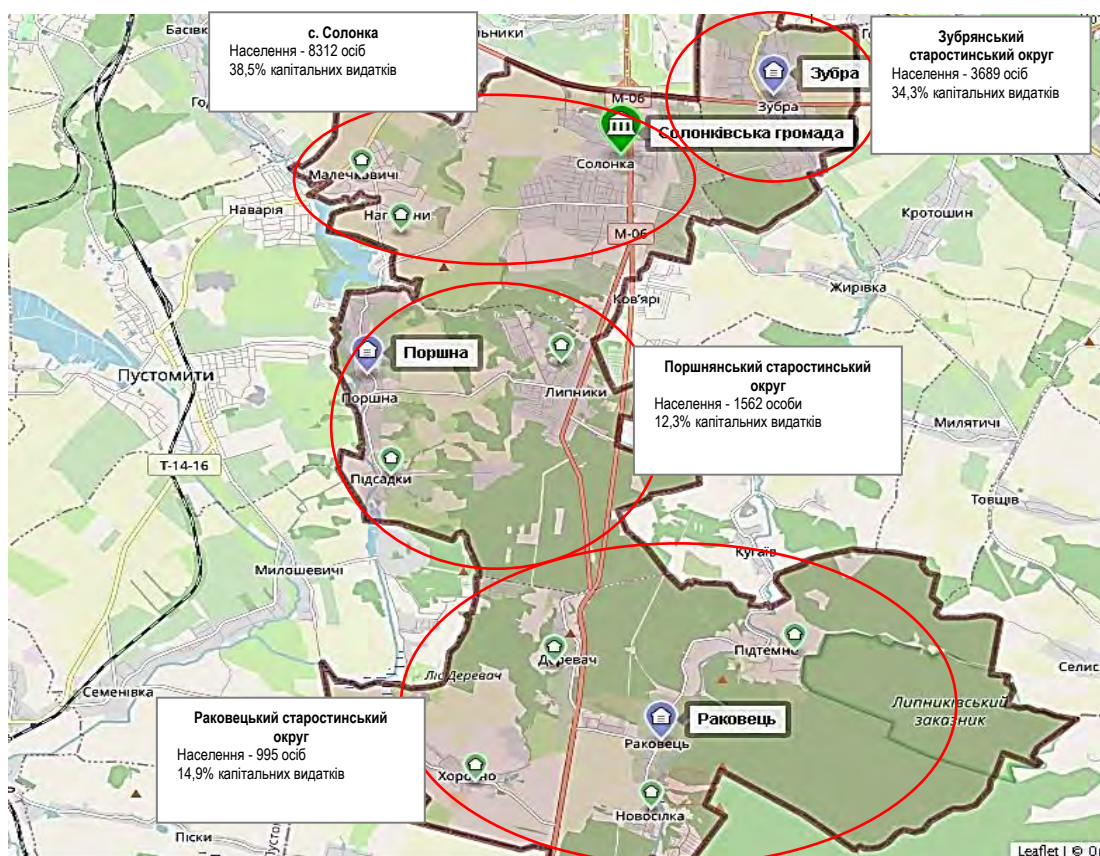 с. Солонка
Населення - 8312 осіб
38,5% капітальних видатків
Зубрянський
старостинський округ
Населення - 3689 осіб
34,3% капітальних видатків
Зубра
Зубра
М-06
Солонківська громада
Солонка
Малечковичі
Наварія
М-06
Кротошин
Ков'ярі
Жирівка
Поршна
Поршна
Липники
Пустомити
Поршнянський старостинський
округ
Населення - 1562 особи
12,3% капітальних видатків
Милятичі
Т-14-16
Підсадки
Товщів
Милошевичі
Кугаїв
Підтемне
Деревач
Ліс Деревач
Семенівка
Липниківський
заказник
Раковецький старостинський
округ
Населення - 995 осіб
14,9% капітальних видатків
Раковець
Раковець
Новосілка
Піски
Leaflet | ©